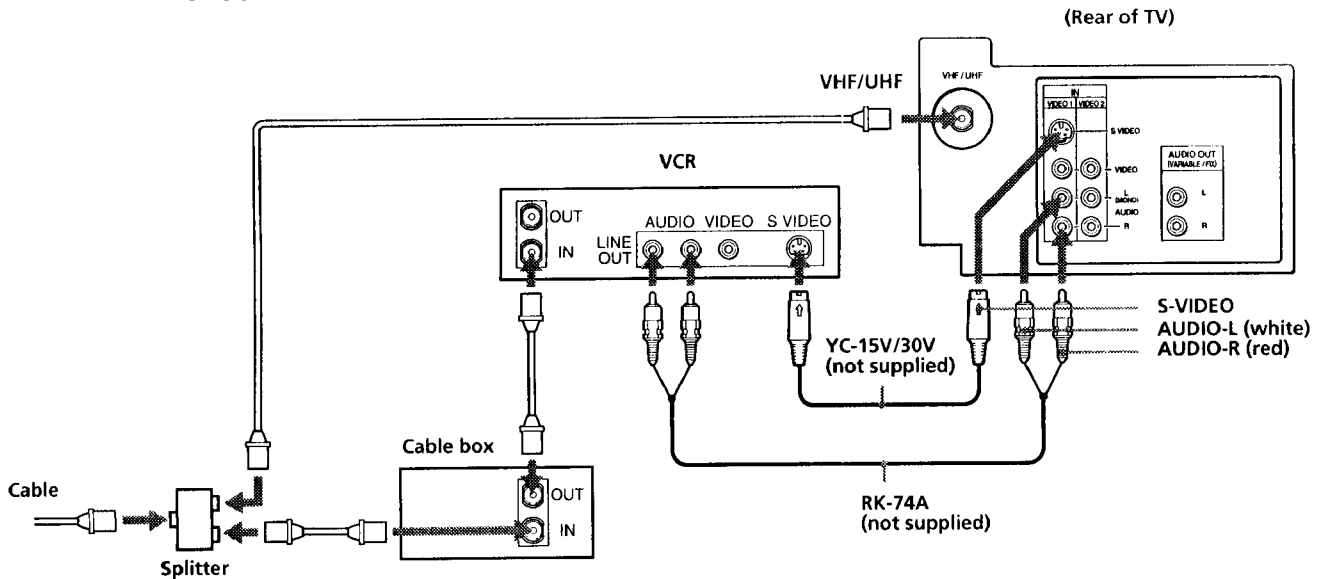 (Rear of TV)
VHF/UHF
VHF/UHF
IN
VIDEO 1 VIDEO 2
S VIDEO
VIDEO
L
(MONO)
AUDIO
R
AUDIO OUT
(VARIABLE/FIX)
L
R
VCR
OUT
IN
AUDIO VIDEO S VIDEO
LINE
OUT
S-VIDEO
AUDIO-L (white)
AUDIO-R (red)
YC-15V/30V
(not supplied)
Cable box
OUT
IN
Cable
RK-74A
(not supplied)
Splitter